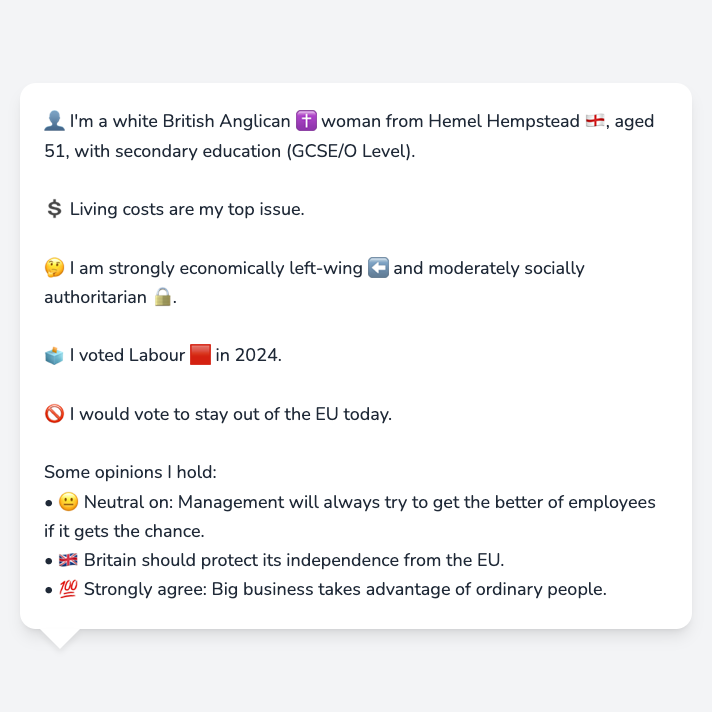 👤 I'm a white British Anglican ✝️ woman from Hemel Hempstead 🏴󠁧󠁢󠁥󠁮󠁧󠁿, aged
51, with secondary education (GCSE/O Level).
💲 Living costs are my top issue.
🤔 I am strongly economically left-wing ⬅️ and moderately socially
authoritarian 🔒.
🗳️ I voted Labour 🟥 in 2024.
🚫 I would vote to stay out of the EU today.
Some opinions I hold:
• 😐 Neutral on: Management will always try to get the better of employees
if it gets the chance.
• 🇬🇧 Britain should protect its independence from the EU.
• 💯 Strongly agree: Big business takes advantage of ordinary people.